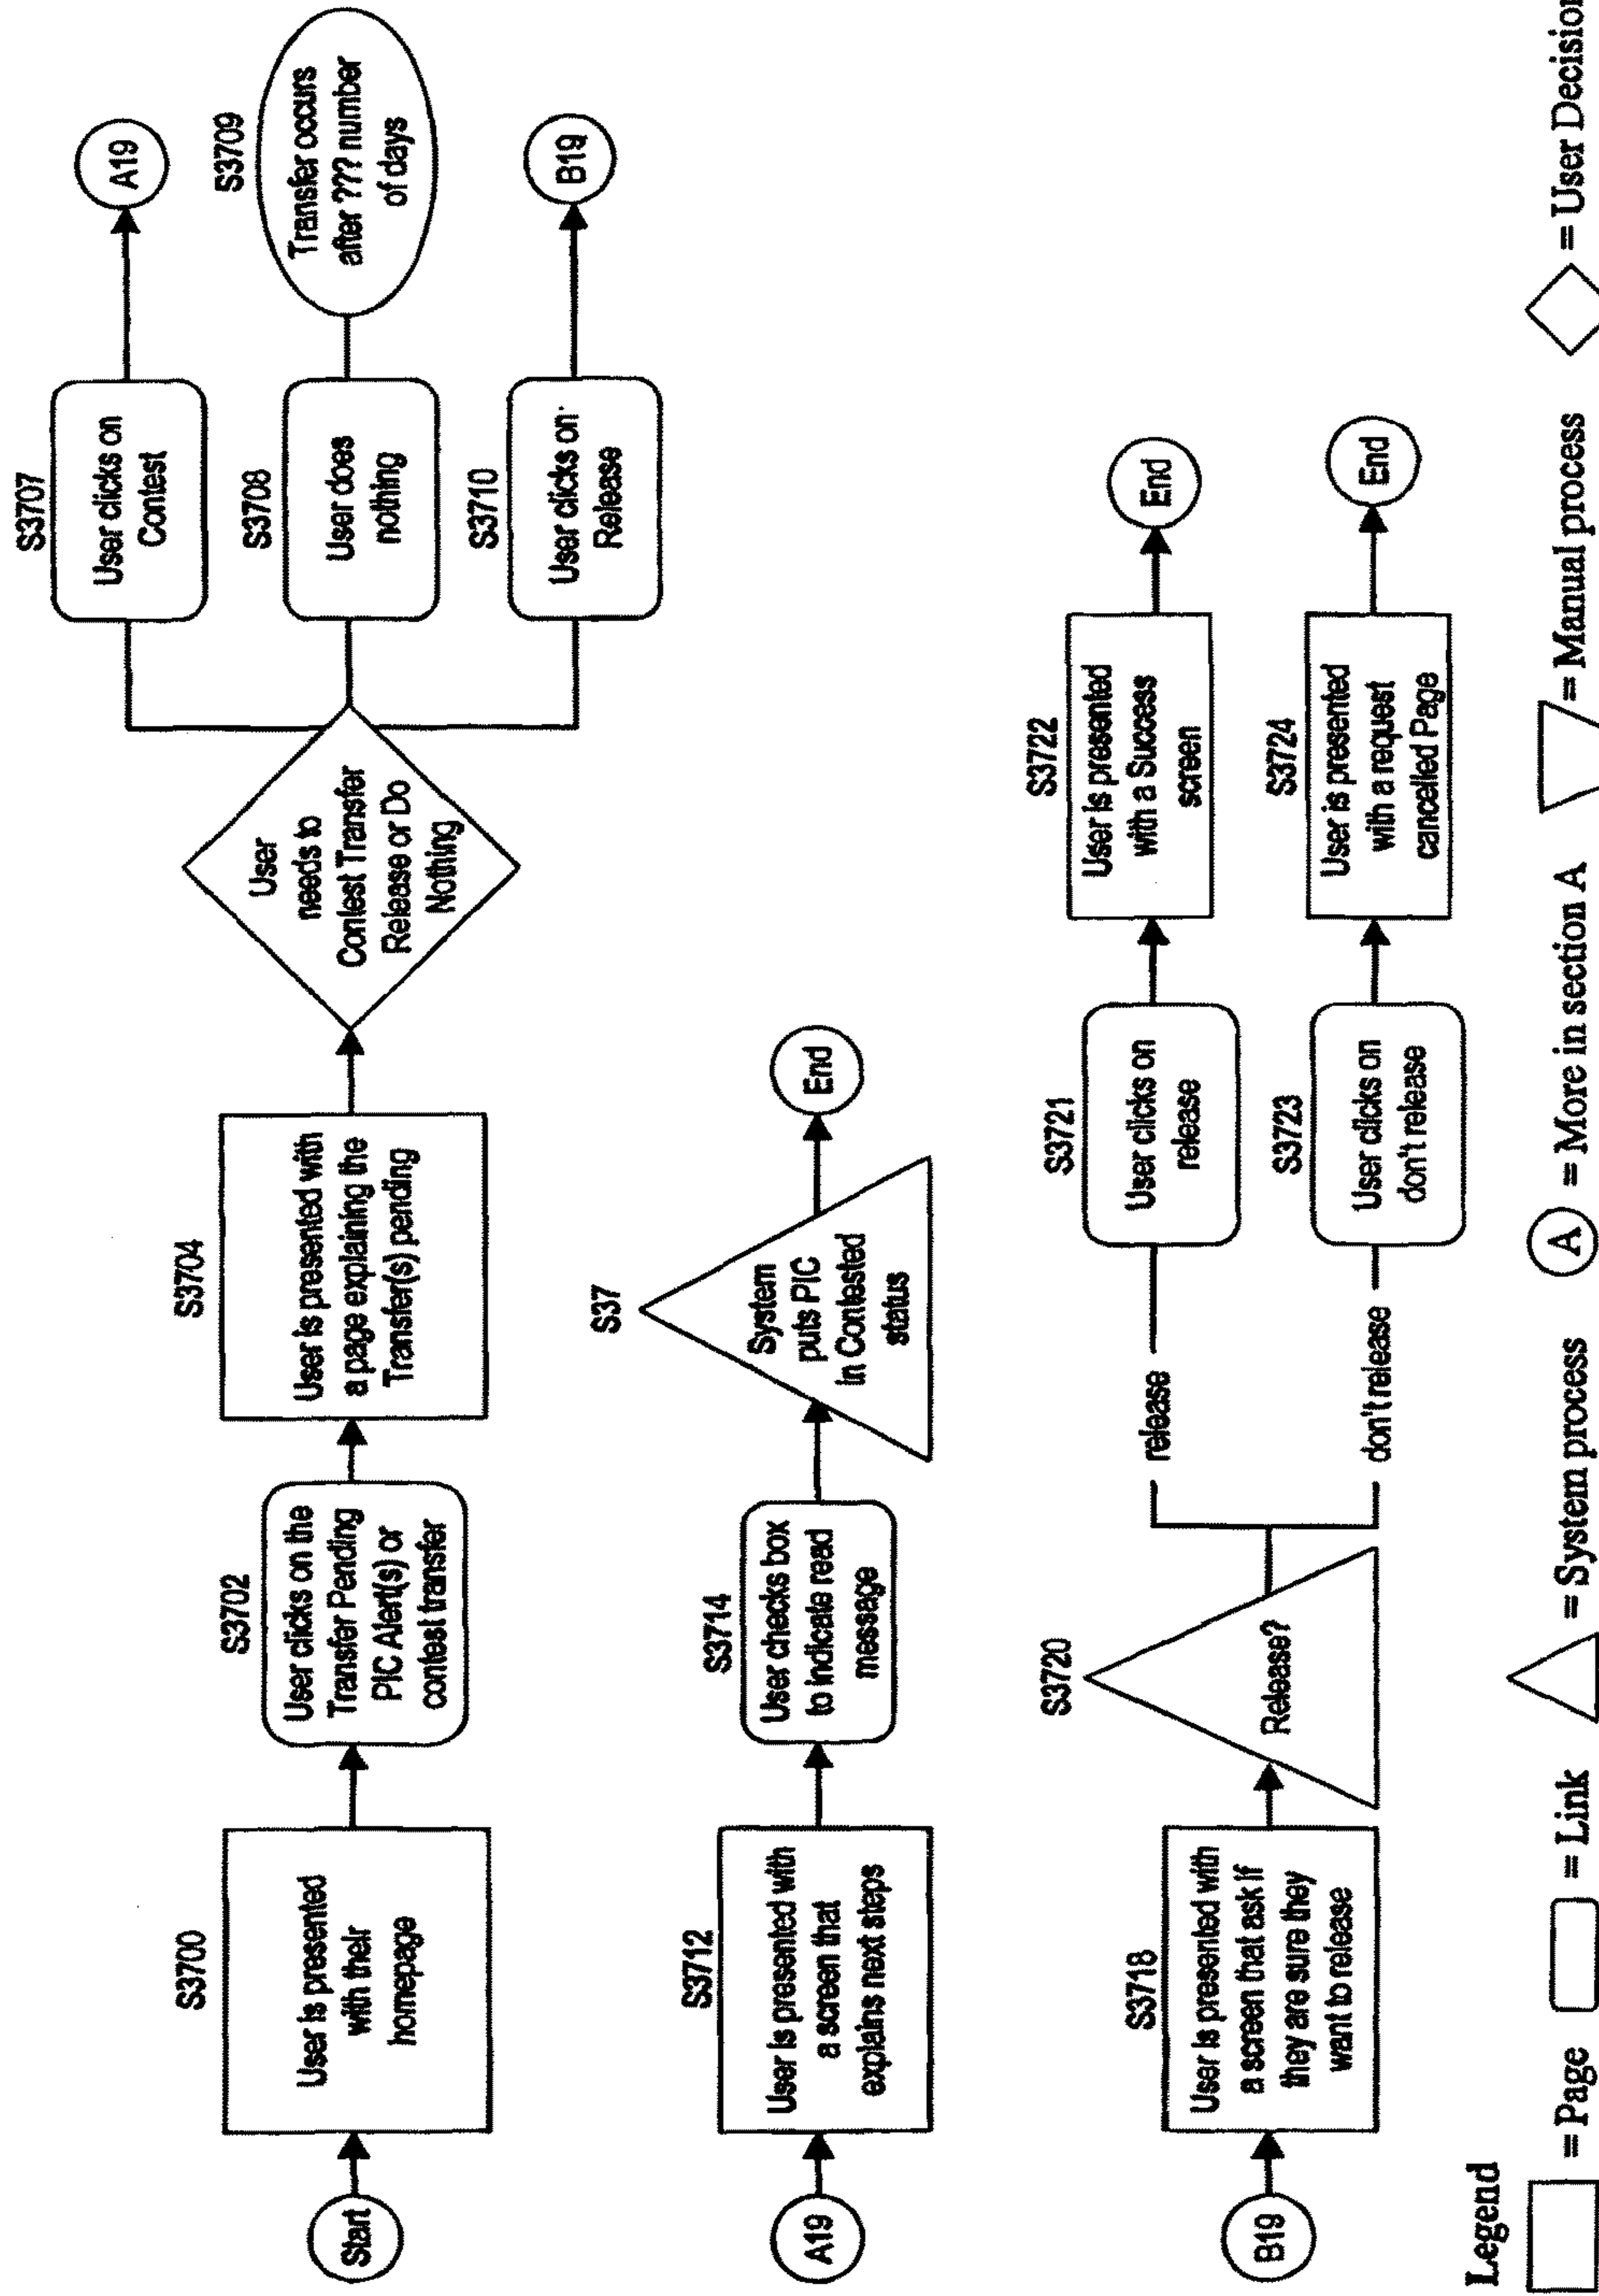 Start
S3700
User is presented
with their
homepage
S3702
User clicks on the
Transfer Pending
PIC Alert(s) or
contest transfer
S3704
User is presented with
a page explaining the
Transfer(s) pending
User
needs to
Contest Transfer
Release or Do
Nothing
S3707
User clicks on
Contest
A19
S3708
User does
nothing
S3709
Transfer occurs
after ??? number
of days
S3710
User clicks on
Release
B19
A19
S3712
User is presented with
a screen that
explains next steps
S3714
User checks box
to indicate read
message
S37
System
puts PIC
in Contested
status
End
B19
S3718
User is presented with
a screen that ask if
they are sure they
want to release
S3720
Release?
release
S3721
User clicks on
release
S3722
User is presented
with a Success
screen
End
don't release
S3723
User clicks on
don't release
S3724
User is presented
with a request
cancelled Page
End
Legend
= Page
= Link
= System process
A = More in section A
= Manual process
= User Decision